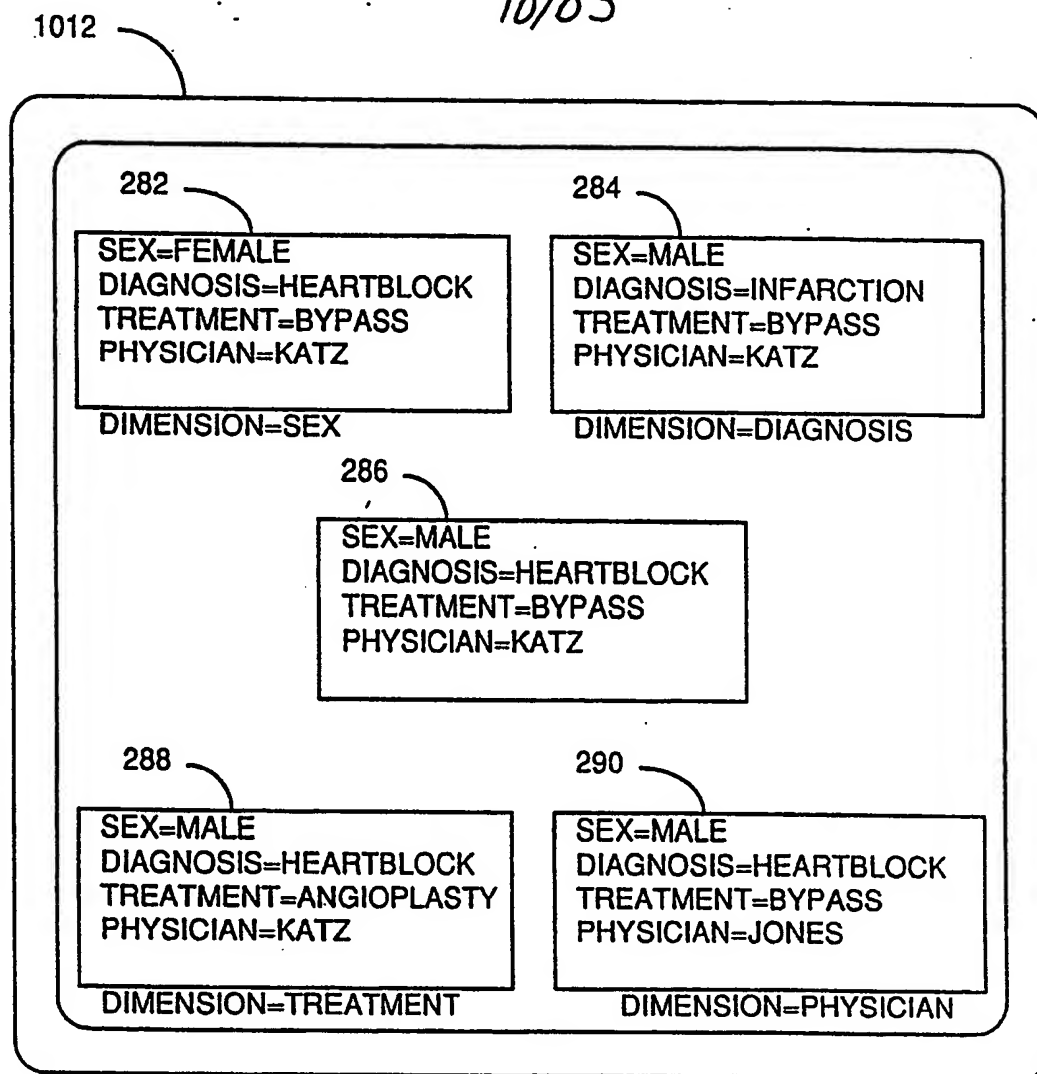 10/63
1012
282
SEX=FEMALE
DIAGNOSIS=HEARTBLOCK
TREATMENT=BYPASS
PHYSICIAN=KATZ
DIMENSION=SEX
284
SEX=MALE
DIAGNOSIS=INFARCTION
TREATMENT=BYPASS
PHYSICIAN=KATZ
DIMENSION=DIAGNOSIS
286
SEX=MALE
DIAGNOSIS=HEARTBLOCK
TREATMENT=BYPASS
PHYSICIAN=KATZ
288
SEX=MALE
DIAGNOSIS=HEARTBLOCK
TREATMENT=ANGIOPLASTY
PHYSICIAN=KATZ
DIMENSION=TREATMENT
290
SEX=MALE
DIAGNOSIS=HEARTBLOCK
TREATMENT=BYPASS
PHYSICIAN=JONES
DIMENSION=PHYSICIAN